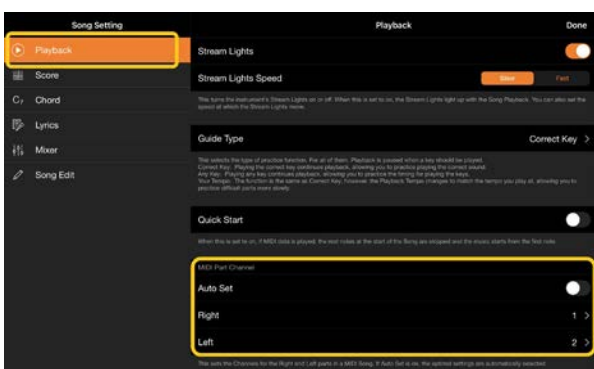 Song Setting
Playback
Done
Playback
Score
Chord
Lyrics
Mixer
Song Edit
Stream Lights
Stream Lights Speed
Slow
Fast
This turns the instrument's Stream Lights on or off. When this is set to on, the Stream Lights light up with the Song Playback. You can also set the
speed at which the Stream Lights move.
Guide Type
Correct Key
This selects the type of practice function. For all of them, Playback is paused when a key should be played.
Correct Key: Playing the correct key continues playback, allowing you to practice playing the correct sound.
Any Key: Playing any key continues playback, allowing you to practice the timing for playing the keys.
Your Tempo: The function is the same as Correct Key, however, the Playback Tempo changes to match the tempo you play at, allowing you to
practice difficult parts more slowly.
Quick Start
When this is set to on, if MIDI data is played, the rest notes at the start of the Song are skipped and the music starts from the first note.
MIDI Part Channel
Auto Set
Right
1
Left
2
This sets the Channels for the Right and Left parts in a MIDI Song. If Auto Set is on, the optimal settings are automatically selected